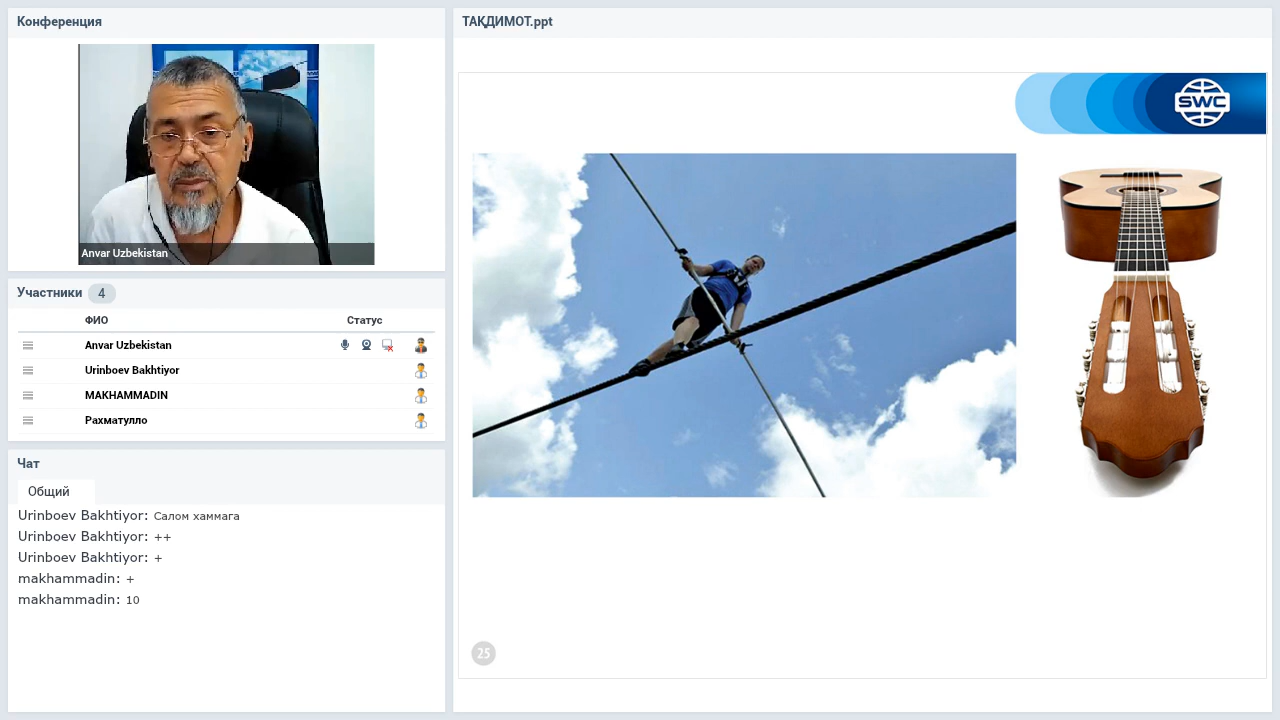 Конференция
Anvar Uzbekistan
Участники 4
ФИО Статус
Anvar Uzbekistan
Urinboev Bakhtiyor
MAKHAMMADIN
Рахматулло
Чат
Общий
Urinboev Bakhtiyor: Салом хаммага
Urinboev Bakhtiyor: ++
Urinboev Bakhtiyor: +
makhammadin: +
makhammadin: 10
ТАҚДИМОТ.ppt
SWC
25